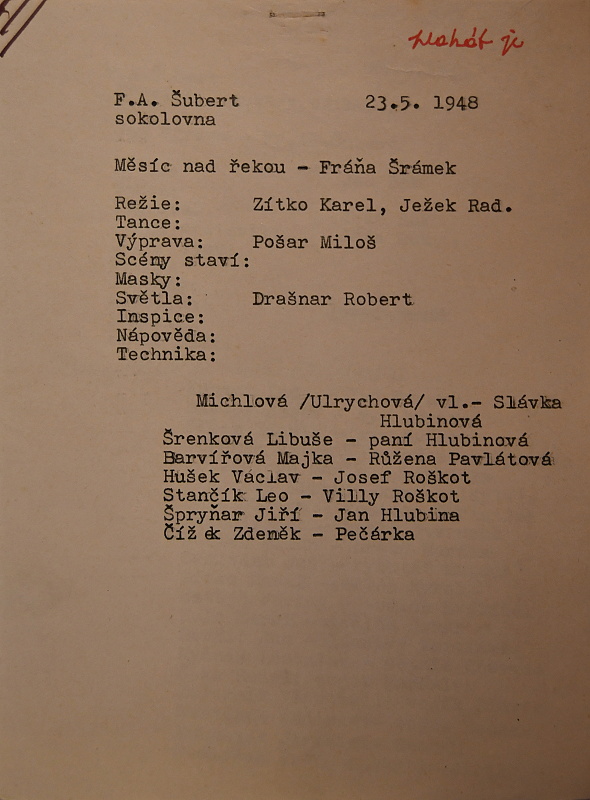 F.A. Šubert 23.5. 1948
sokolovna
Měsíc nad řekou - Fráňa Šrámek
Režie: Zítko Karel, Ježek Rad.
Tance:
Výprava: Pošar Miloš
Scény staví:
Masky:
Světla: Drašnar Robert
Inspice:
Nápověda:
Technika:
Michlová /Ulrychová/ vl.- Slávka
Hlubinová
Šrenková Libuše - paní Hlubinová
Barvířová Majka - Růžena Pavlátová
Hušek Václav - Josef Roškot
Stančík Leo - Villy Roškot
Špryňar Jiří - Jan Hlubina
Čížek Zdeněk - Pečárka